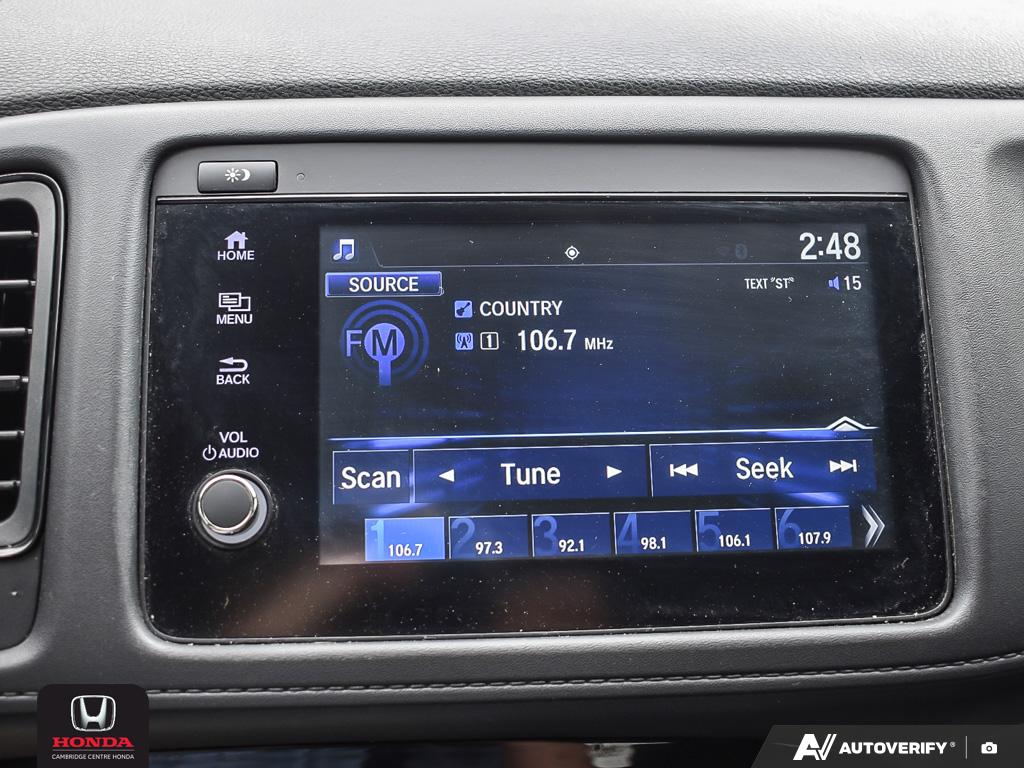 HOME
MENU
BACK
VOL
AUDIO
2:48
SOURCE
TEXT "ST"
15
FM
COUNTRY
1 106.7 MHz
Scan
Tune
Seek
1 106.7
2 97.3
3 92.1
4 98.1
5 106.1
6 107.9
HONDA
CAMBRIDGE CENTRE HONDA
AUTOVERIFY®